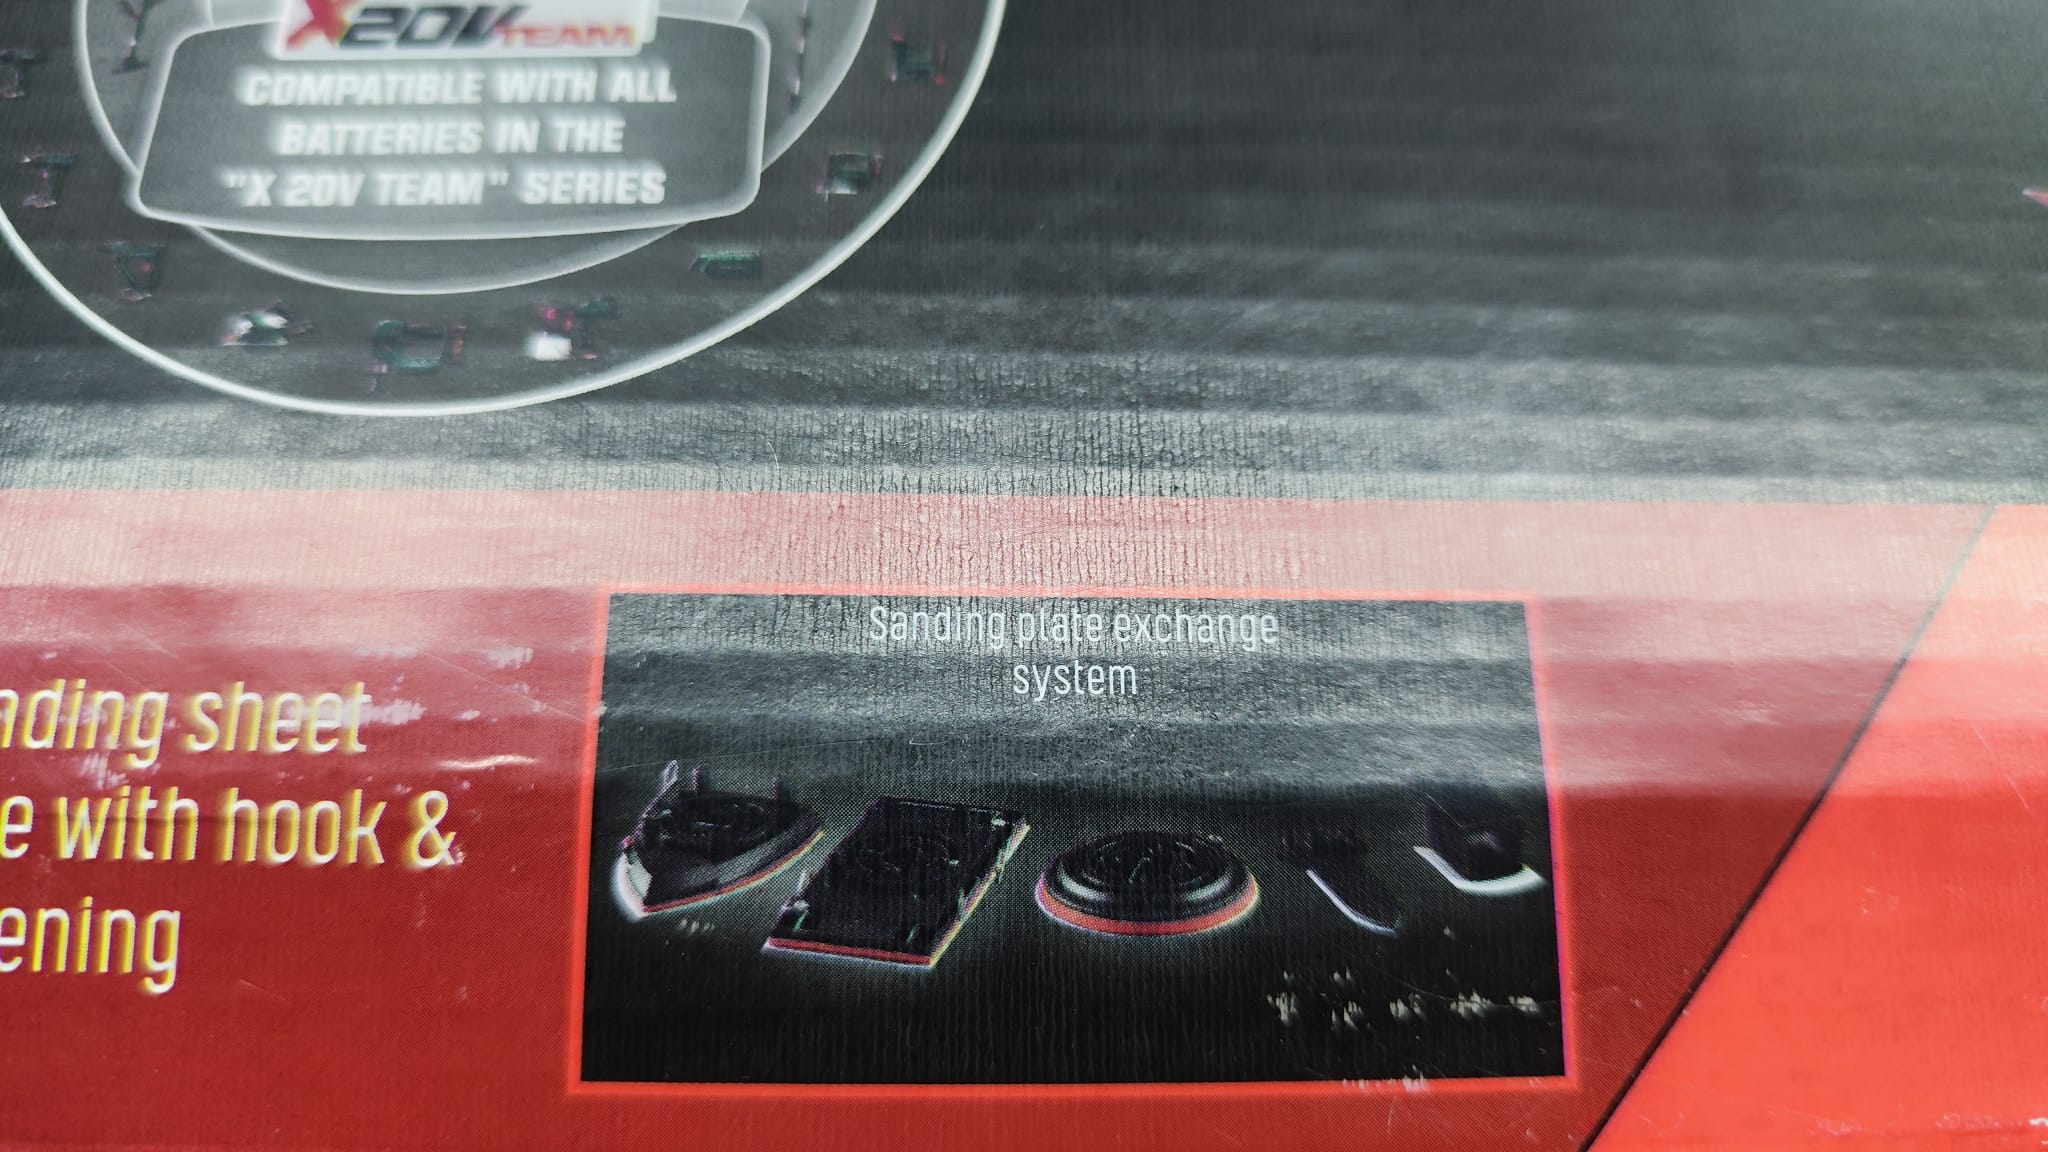 X20V TEAM
COMPATIBLE WITH ALL
BATTERIES IN THE
"X 20V TEAM" SERIES
Sanding plate exchange
system
nding sheet
e with hook &
ening